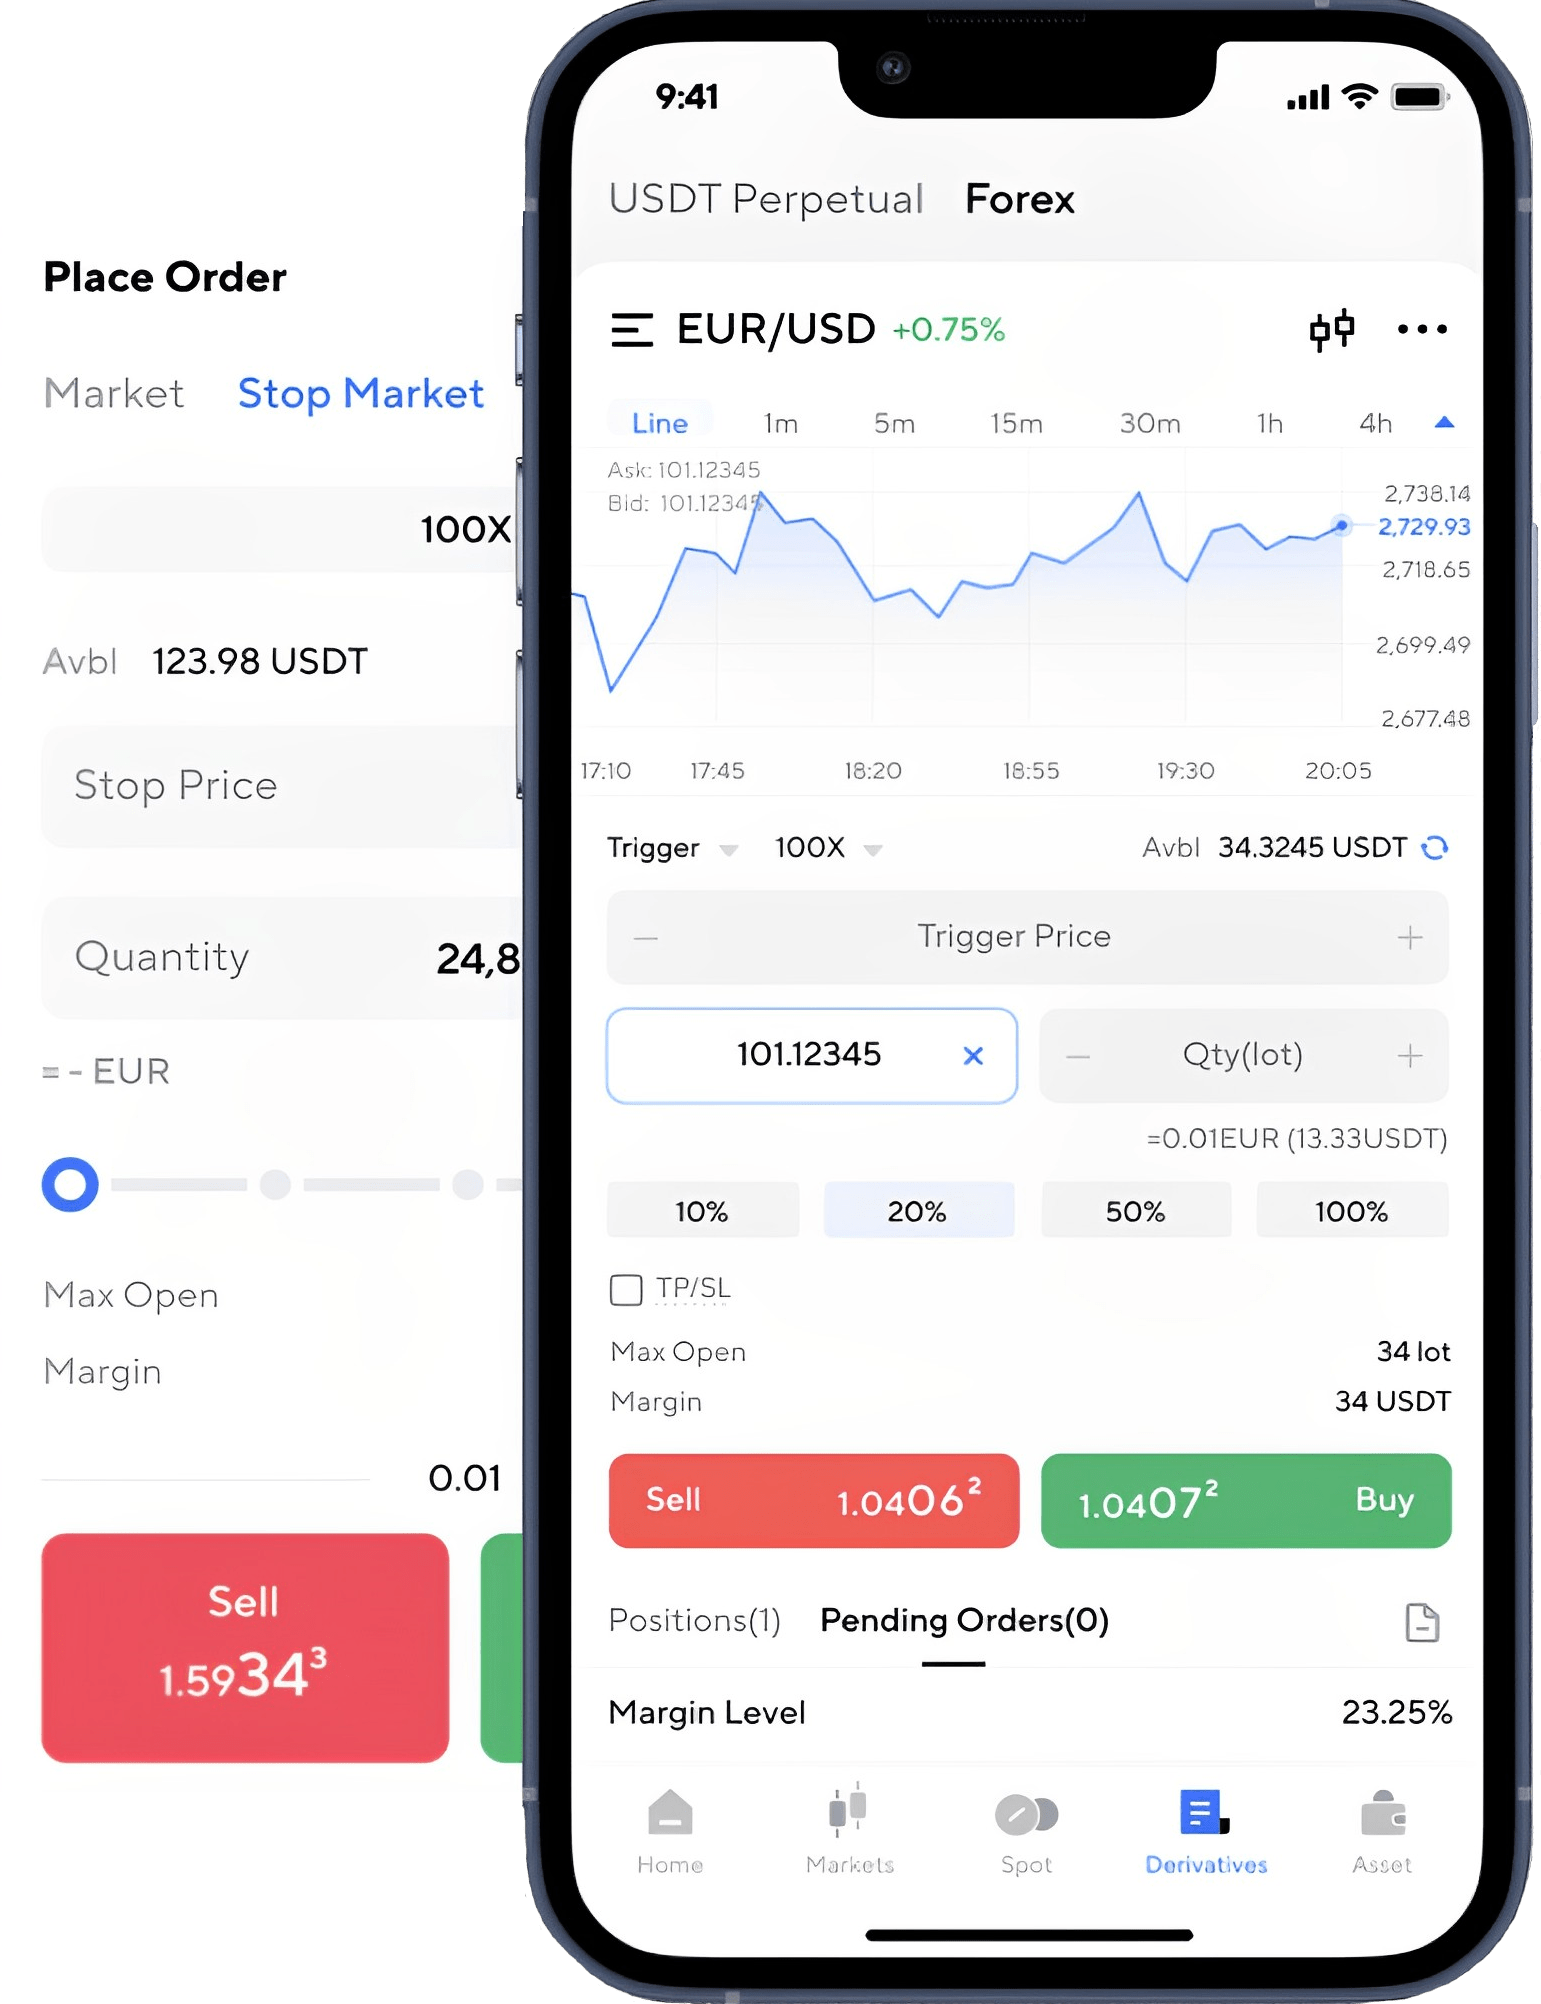 Place Order
Market Stop Market
100X
Avbl 123.98 USDT
Stop Price
Quantity 24,8
= - EUR
Max Open
Margin
0.01
Sell
1.5934³
9:41
USDT Perpetual Forex
EUR/USD +0.75%
Line 1m 5m 15m 30m 1h 4h
Ask: 101.12345
Bid: 101.12345
2,738.14
2,729.93
2,718.65
2,699.49
2,677.48
17:10 17:45 18:20 18:55 19:30 20:05
Trigger 100X Avbl 34.3245 USDT
− Trigger Price +
101.12345 × − Qty(lot) +
=0.01EUR (13.33USDT)
10% 20% 50% 100%
TP/SL
Max Open 34 lot
Margin 34 USDT
Sell 1.0406² 1.0407² Buy
Positions(1) Pending Orders(0)
Margin Level 23.25%
Home Markets Spot Derivatives Asset